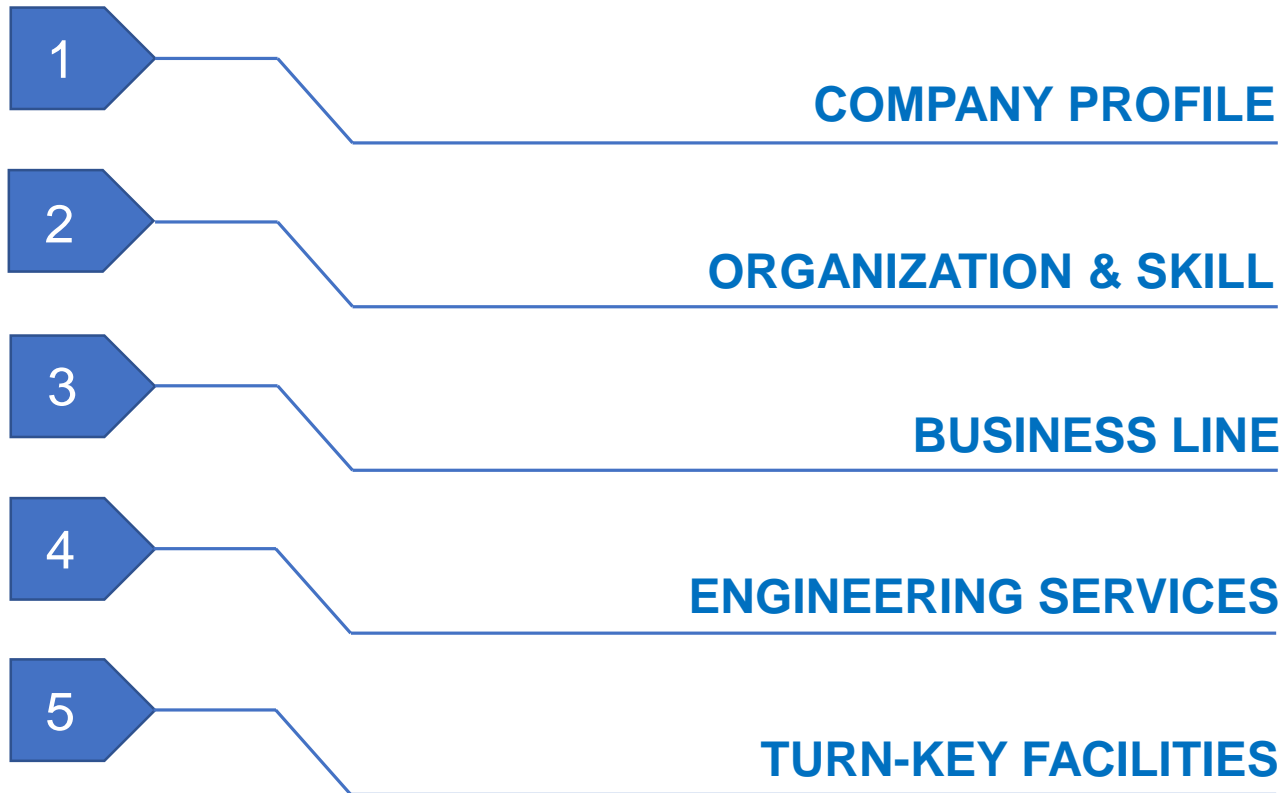 1
COMPANY PROFILE
2
ORGANIZATION & SKILL
3
BUSINESS LINE
4
ENGINEERING SERVICES
5
TURN-KEY FACILITIES